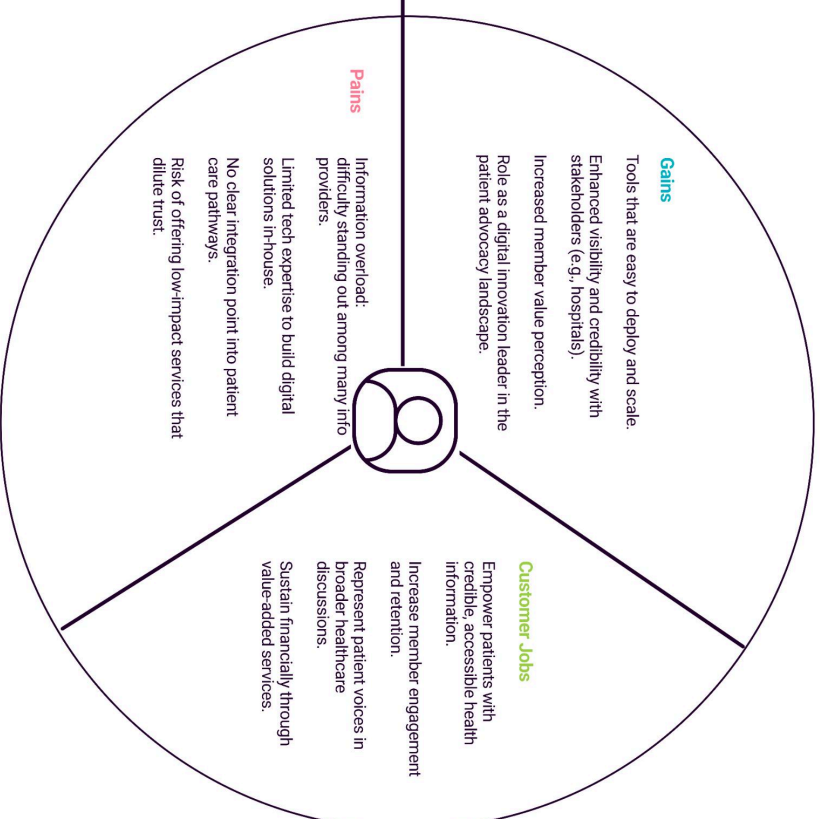 Gains
Tools that are easy to deploy and scale.
Enhanced visibility and credibility with
stakeholders (e.g., hospitals).
Increased member value perception.
Role as a digital innovation leader in the
patient advocacy landscape.
Pains
Information overload:
difficulty standing out among many info
providers.
Limited tech expertise to build digital
solutions in-house.
No clear integration point into patient
care pathways.
Risk of offering low-impact services that
dilute trust.
Customer Jobs
Empower patients with
credible, accessible health
information.
Increase member engagement
and retention.
Represent patient voices in
broader healthcare
discussions.
Sustain financially through
value-added services.